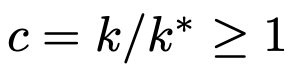 c = k/k* ≥ 1